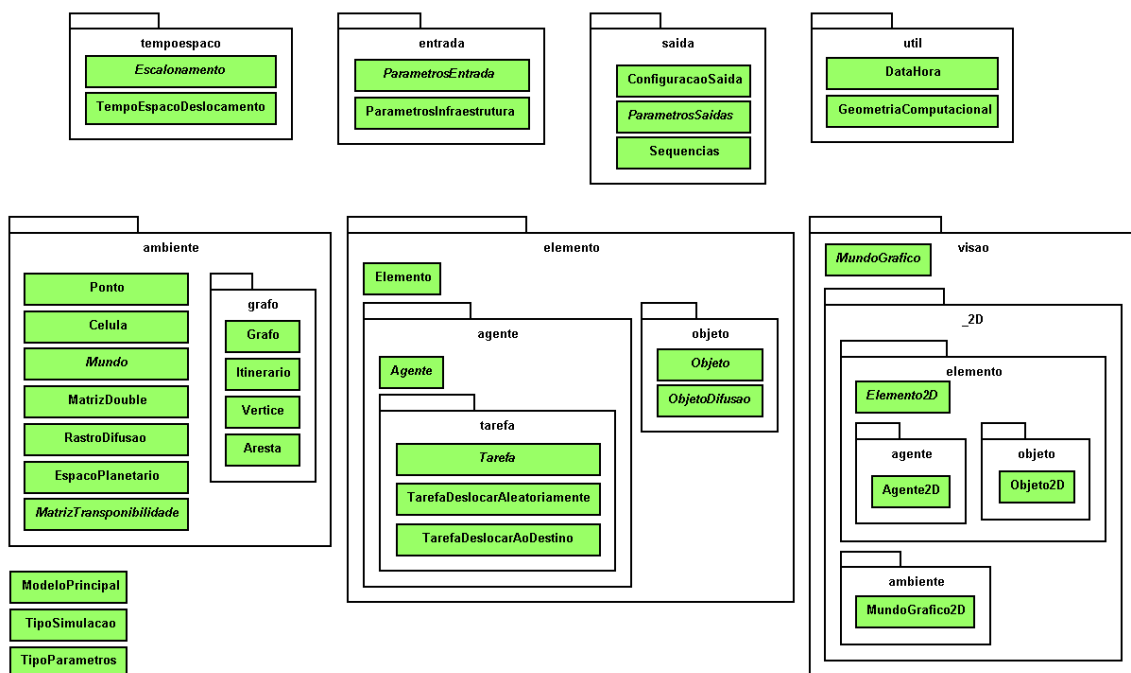 tempoespaco
Escalonamento
TempoEspacoDeslocamento
entrada
ParametrosEntrada
ParametrosInfraestrutura
saida
ConfiguracaoSaida
ParametrosSaidas
Sequencias
util
DataHora
GeometriaComputacional
ambiente
Ponto
Celula
Mundo
MatrizDouble
RastroDifusao
EspacoPlanetario
MatrizTransponibilidade
grafo
Grafo
Itinerario
Vertice
Aresta
elemento
Elemento
agente
Agente
tarefa
Tarefa
TarefaDeslocarAleatoriamente
TarefaDeslocarAoDestino
objeto
Objeto
ObjetoDifusao
visao
MundoGrafico
_2D
elemento
Elemento2D
agente
Agente2D
objeto
Objeto2D
ambiente
MundoGrafico2D
ModeloPrincipal
TipoSimulacao
TipoParametros